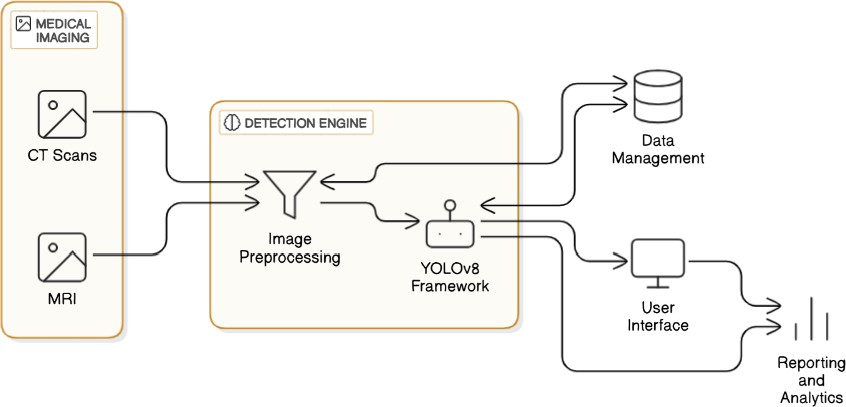 MEDICAL
IMAGING
CT Scans
MRI
DETECTION ENGINE
Image
Preprocessing
YOLOv8
Framework
Data
Management
User
Interface
Reporting
and
Analytics